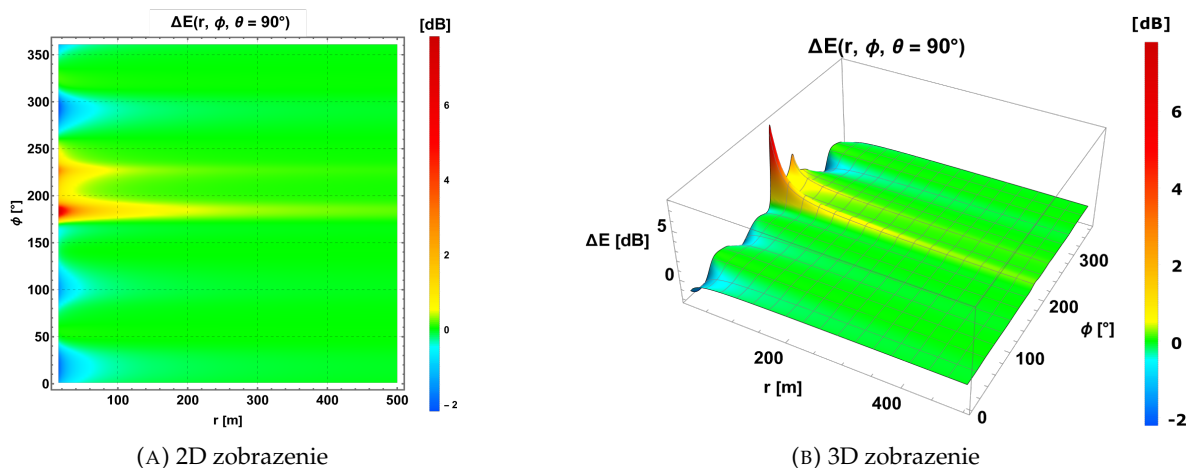 ΔE(r, ϕ, θ = 90°)
[dB]
350
300
250
200
150
100
50
0
ϕ [°]
100 200 300 400 500
r [m]
6
4
2
0
−2
(A) 2D zobrazenie
ΔE(r, ϕ, θ = 90°)
[dB]
ΔE [dB]
5
0
200
400
r [m]
0
100
200
300
ϕ [°]
8
6
4
2
0
-2
(B) 3D zobrazenie